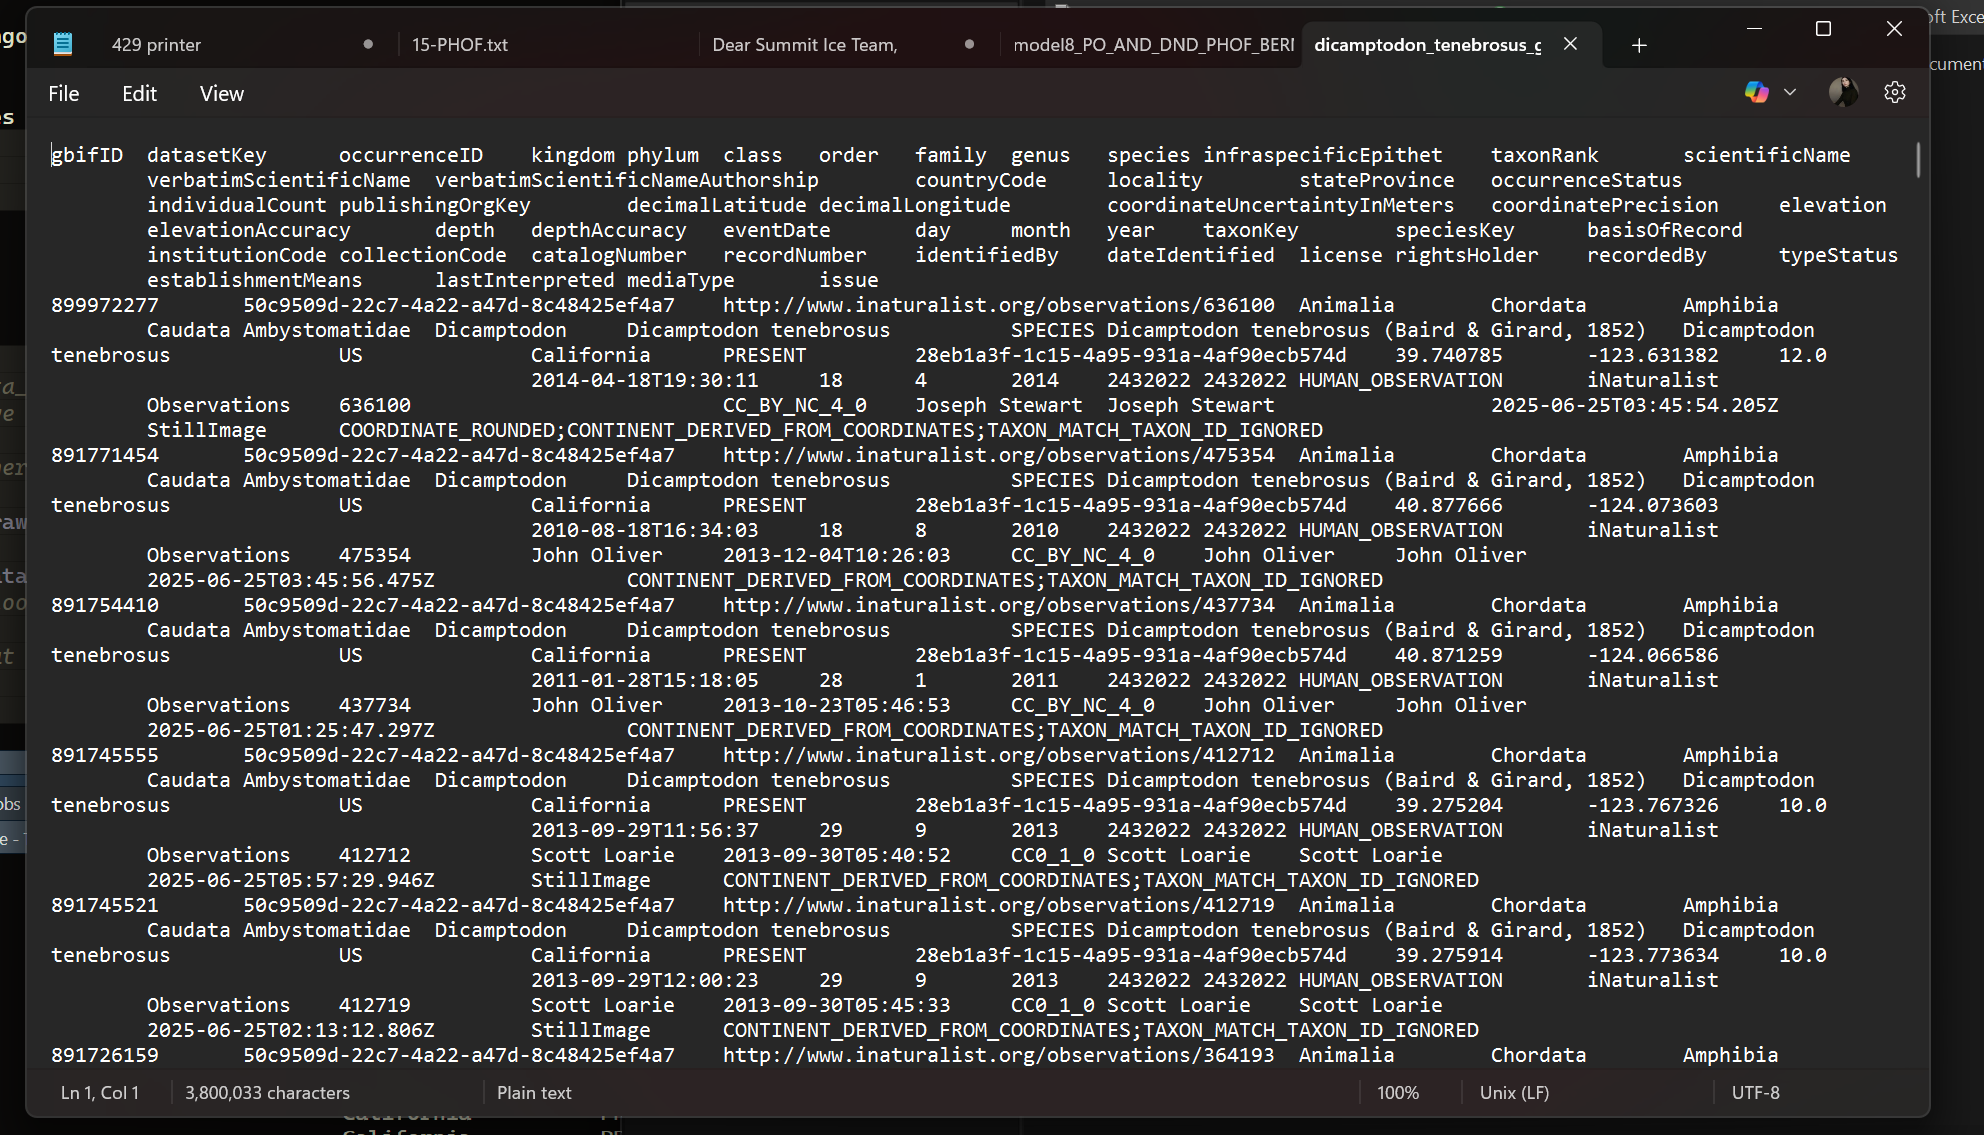 429 printer
15-PHOF.txt
Dear Summit Ice Team,
model8_PO_AND_DND_PHOF_BERI
dicamptodon_tenebrosus_g
File Edit View
gbifID datasetKey occurrenceID kingdom phylum class order family genus species infraspecificEpithet taxonRank scientificName
verbatimScientificName verbatimScientificNameAuthorship countryCode locality stateProvince occurrenceStatus
individualCount publishingOrgKey decimalLatitude decimalLongitude coordinateUncertaintyInMeters coordinatePrecision elevation
elevationAccuracy depth depthAccuracy eventDate day month year taxonKey speciesKey basisOfRecord
institutionCode collectionCode catalogNumber recordNumber identifiedBy dateIdentified license rightsHolder recordedBy typeStatus
establishmentMeans lastInterpreted mediaType issue
899972277 50c9509d-22c7-4a22-a47d-8c48425ef4a7 http://www.inaturalist.org/observations/636100 Animalia Chordata Amphibia
Caudata Ambystomatidae Dicamptodon Dicamptodon tenebrosus SPECIES Dicamptodon tenebrosus (Baird & Girard, 1852) Dicamptodon
tenebrosus US California PRESENT 28eb1a3f-1c15-4a95-931a-4af90ecb574d 39.740785 -123.631382 12.0
2014-04-18T19:30:11 18 4 2014 2432022 2432022 HUMAN_OBSERVATION iNaturalist
Observations 636100 CC_BY_NC_4_0 Joseph Stewart Joseph Stewart 2025-06-25T03:45:54.205Z
StillImage COORDINATE_ROUNDED;CONTINENT_DERIVED_FROM_COORDINATES;TAXON_MATCH_TAXON_ID_IGNORED
891771454 50c9509d-22c7-4a22-a47d-8c48425ef4a7 http://www.inaturalist.org/observations/475354 Animalia Chordata Amphibia
Caudata Ambystomatidae Dicamptodon Dicamptodon tenebrosus SPECIES Dicamptodon tenebrosus (Baird & Girard, 1852) Dicamptodon
tenebrosus US California PRESENT 28eb1a3f-1c15-4a95-931a-4af90ecb574d 40.877666 -124.073603
2010-08-18T16:34:03 18 8 2010 2432022 2432022 HUMAN_OBSERVATION iNaturalist
Observations 475354 John Oliver 2013-12-04T10:26:03 CC_BY_NC_4_0 John Oliver John Oliver
2025-06-25T03:45:56.475Z CONTINENT_DERIVED_FROM_COORDINATES;TAXON_MATCH_TAXON_ID_IGNORED
891754410 50c9509d-22c7-4a22-a47d-8c48425ef4a7 http://www.inaturalist.org/observations/437734 Animalia Chordata Amphibia
Caudata Ambystomatidae Dicamptodon Dicamptodon tenebrosus SPECIES Dicamptodon tenebrosus (Baird & Girard, 1852) Dicamptodon
tenebrosus US California PRESENT 28eb1a3f-1c15-4a95-931a-4af90ecb574d 40.871259 -124.066586
2011-01-28T15:18:05 28 1 2011 2432022 2432022 HUMAN_OBSERVATION iNaturalist
Observations 437734 John Oliver 2013-10-23T05:46:53 CC_BY_NC_4_0 John Oliver John Oliver
2025-06-25T01:25:47.297Z CONTINENT_DERIVED_FROM_COORDINATES;TAXON_MATCH_TAXON_ID_IGNORED
891745555 50c9509d-22c7-4a22-a47d-8c48425ef4a7 http://www.inaturalist.org/observations/412712 Animalia Chordata Amphibia
Caudata Ambystomatidae Dicamptodon Dicamptodon tenebrosus SPECIES Dicamptodon tenebrosus (Baird & Girard, 1852) Dicamptodon
tenebrosus US California PRESENT 28eb1a3f-1c15-4a95-931a-4af90ecb574d 39.275204 -123.767326 10.0
2013-09-29T11:56:37 29 9 2013 2432022 2432022 HUMAN_OBSERVATION iNaturalist
Observations 412712 Scott Loarie 2013-09-30T05:40:52 CC0_1_0 Scott Loarie Scott Loarie
2025-06-25T05:57:29.946Z StillImage CONTINENT_DERIVED_FROM_COORDINATES;TAXON_MATCH_TAXON_ID_IGNORED
891745521 50c9509d-22c7-4a22-a47d-8c48425ef4a7 http://www.inaturalist.org/observations/412719 Animalia Chordata Amphibia
Caudata Ambystomatidae Dicamptodon Dicamptodon tenebrosus SPECIES Dicamptodon tenebrosus (Baird & Girard, 1852) Dicamptodon
tenebrosus US California PRESENT 28eb1a3f-1c15-4a95-931a-4af90ecb574d 39.275914 -123.773634 10.0
2013-09-29T12:00:23 29 9 2013 2432022 2432022 HUMAN_OBSERVATION iNaturalist
Observations 412719 Scott Loarie 2013-09-30T05:45:33 CC0_1_0 Scott Loarie Scott Loarie
2025-06-25T02:13:12.806Z StillImage CONTINENT_DERIVED_FROM_COORDINATES;TAXON_MATCH_TAXON_ID_IGNORED
891726159 50c9509d-22c7-4a22-a47d-8c48425ef4a7 http://www.inaturalist.org/observations/364193 Animalia Chordata Amphibia
Ln 1, Col 1 3,800,033 characters Plain text 100% Unix (LF) UTF-8